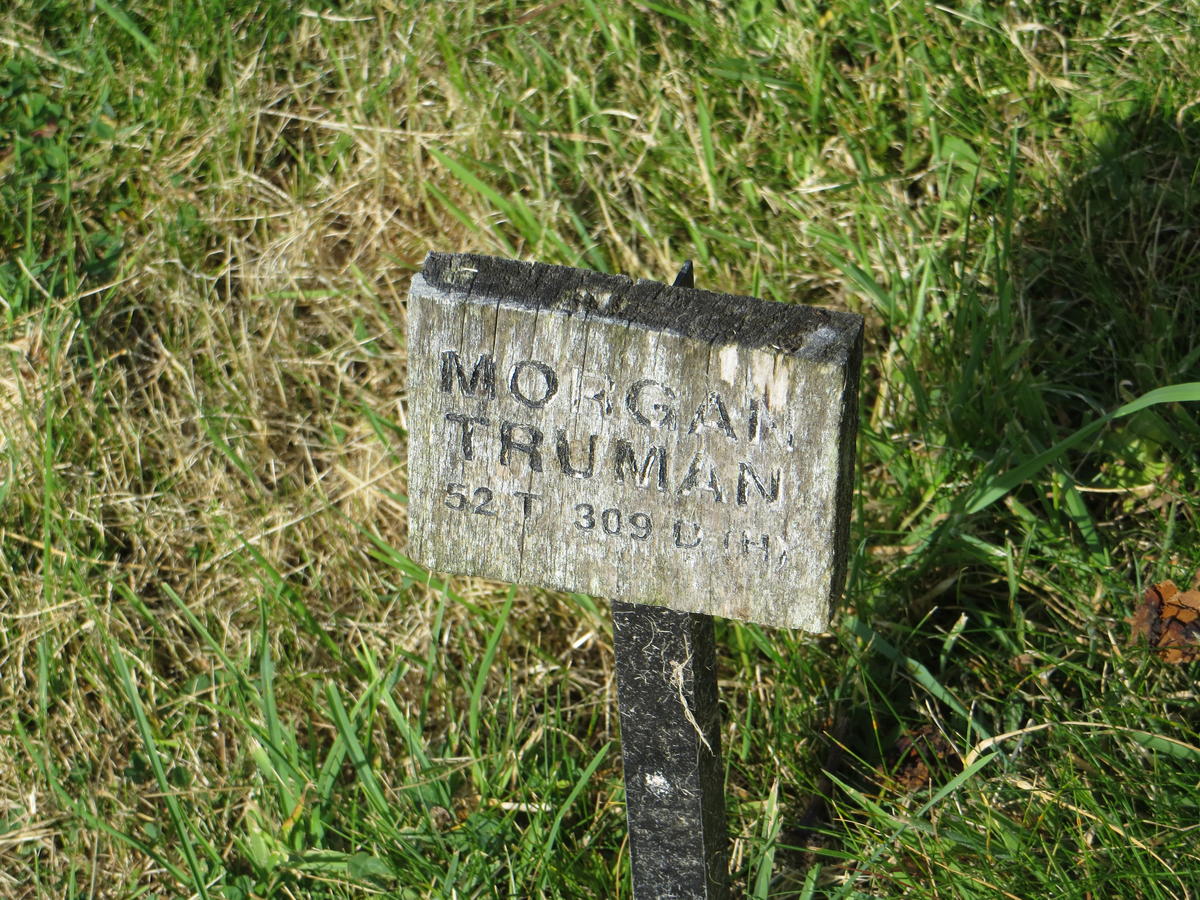 MORGAN
TRUMAN
52 T 309 D (H)